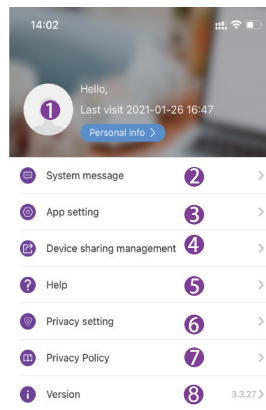 14:02
Hello,
1
Last visit 2021-01-26 16:47
Personal info >
System message 2 >
App setting 3 >
Device sharing management 4 >
? Help 5 >
Privacy setting 6 >
Privacy Policy 7 >
i Version 8 3.3.27 >